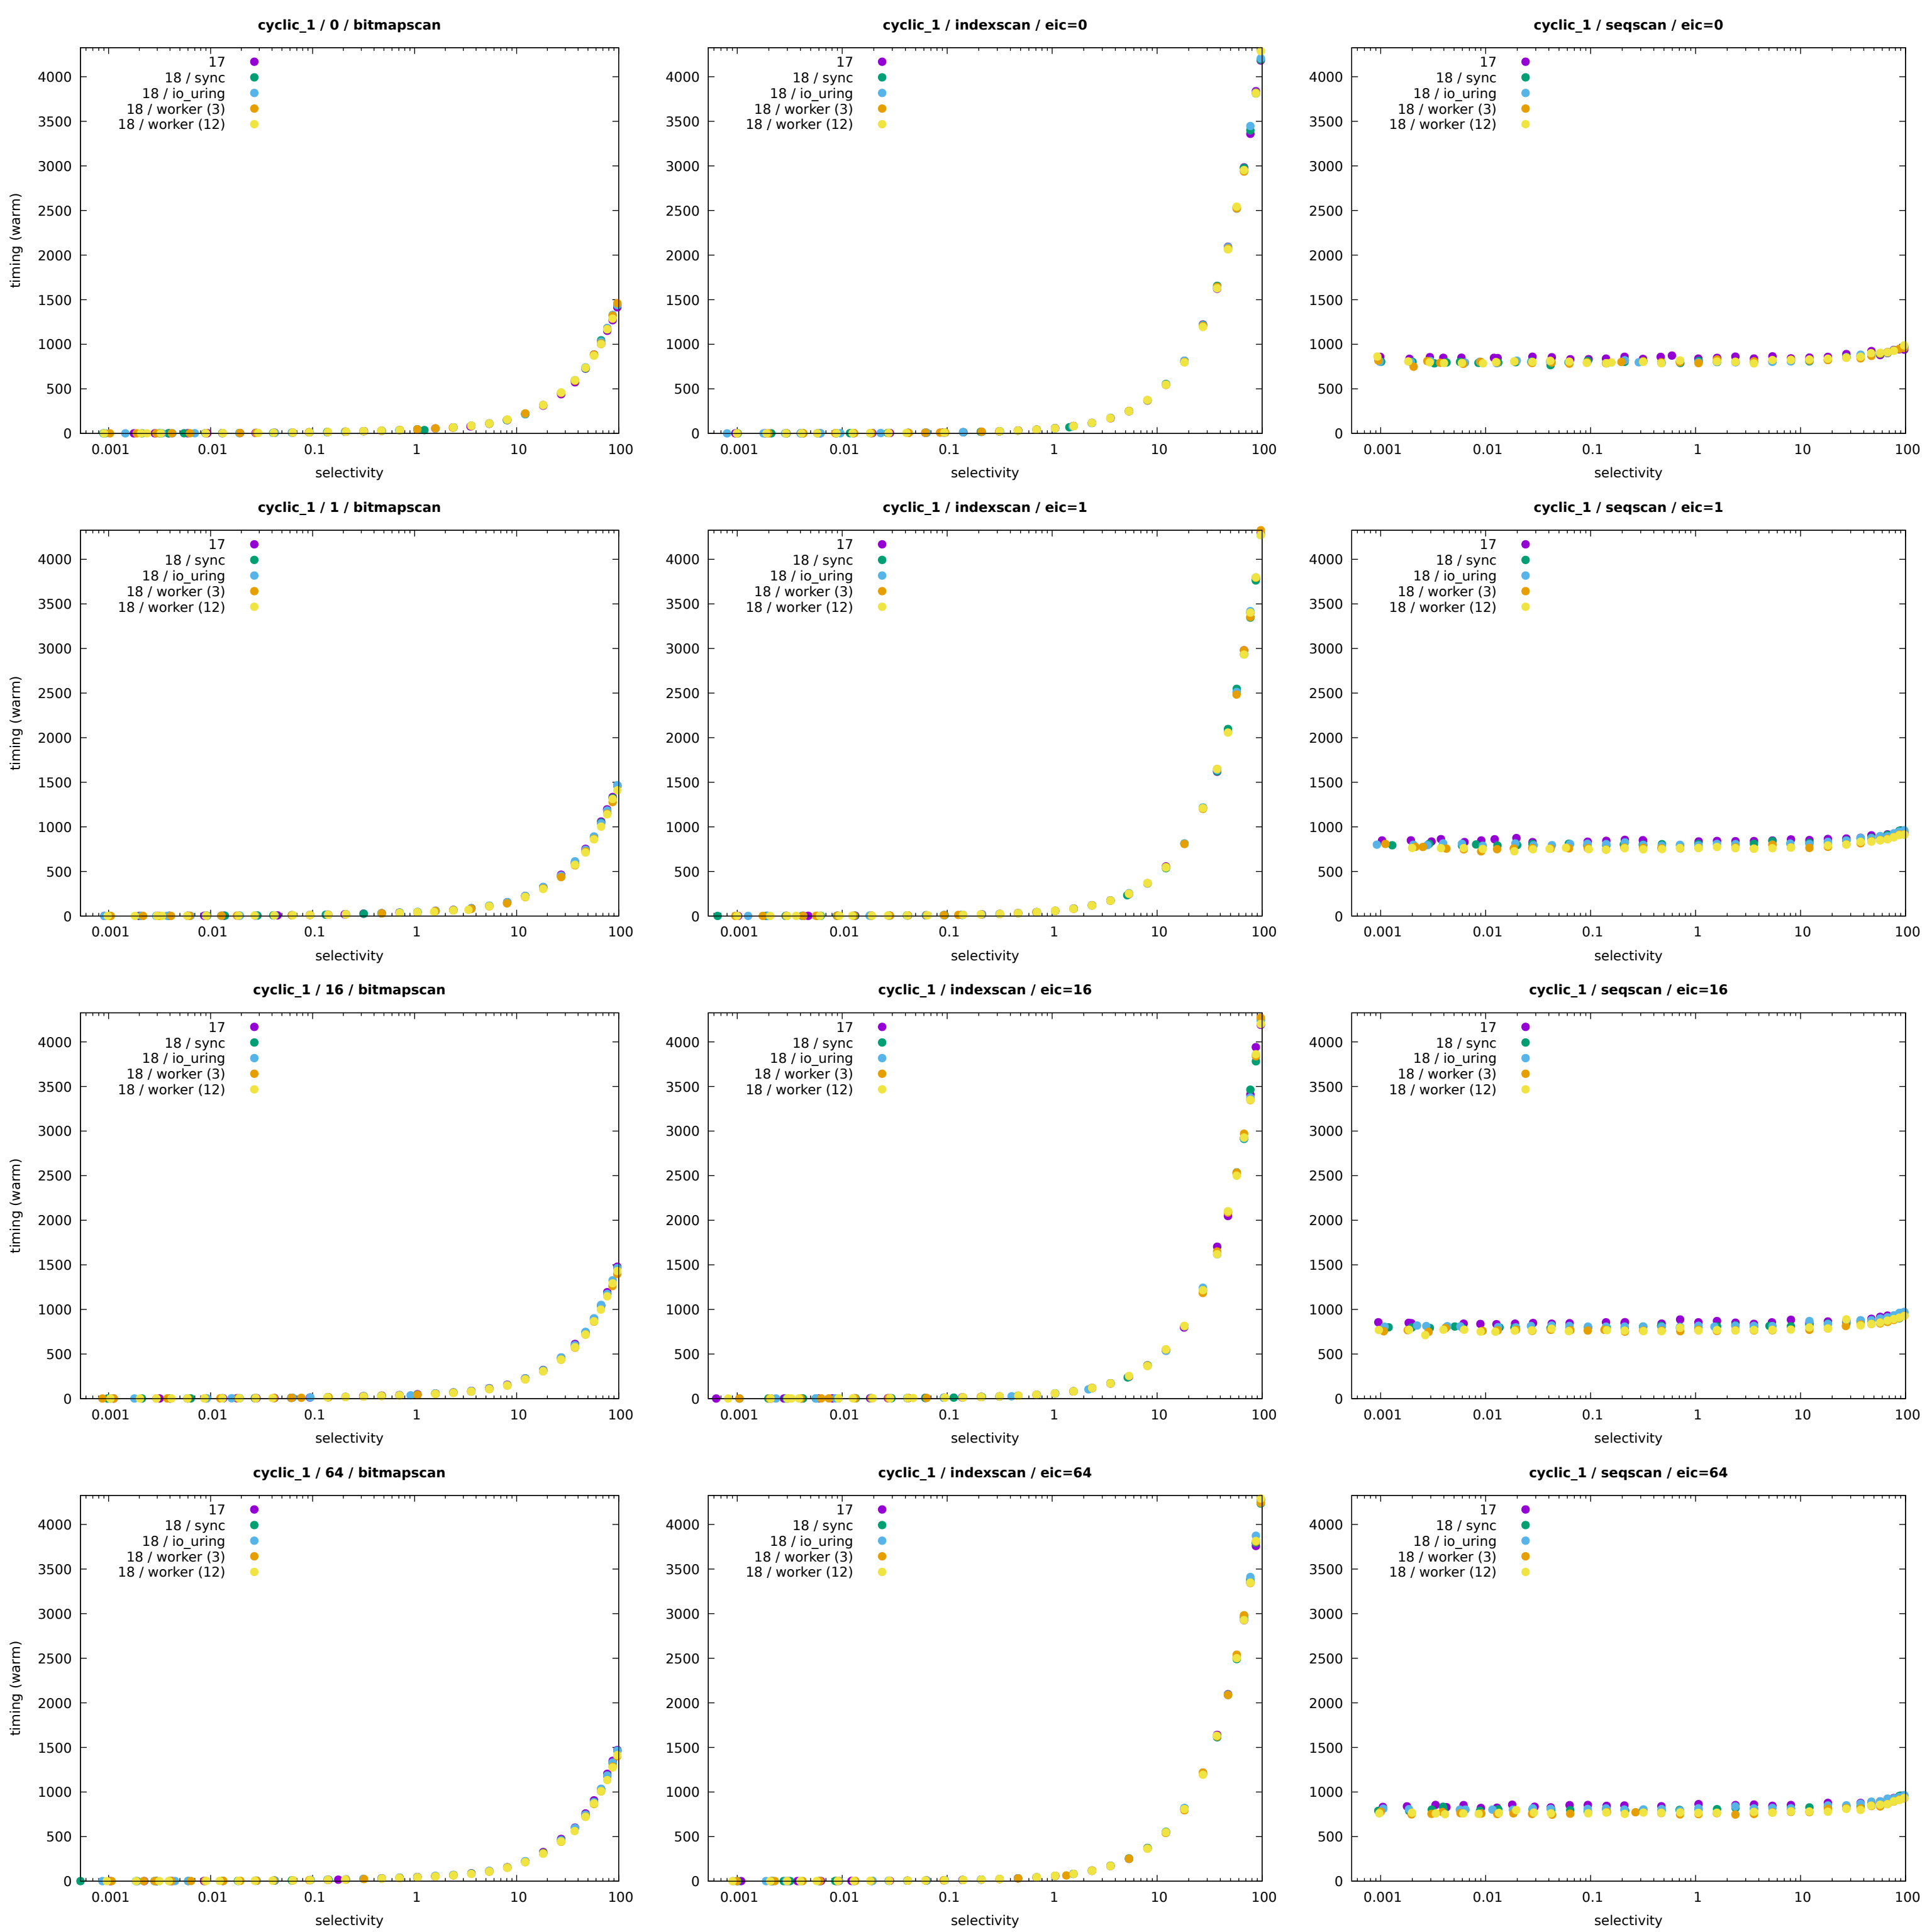 cyclic_1 / 0 / bitmapscan
timing (warm)
4000
3500
3000
2500
2000
1500
1000
500
0
17
18 / sync
18 / io_uring
18 / worker (3)
18 / worker (12)
0.001 0.01 0.1 1 10 100
selectivity
cyclic_1 / indexscan / eic=0
4000
3500
3000
2500
2000
1500
1000
500
0
17
18 / sync
18 / io_uring
18 / worker (3)
18 / worker (12)
0.001 0.01 0.1 1 10 100
selectivity
cyclic_1 / seqscan / eic=0
4000
3500
3000
2500
2000
1500
1000
500
0
17
18 / sync
18 / io_uring
18 / worker (3)
18 / worker (12)
0.001 0.01 0.1 1 10 100
selectivity
cyclic_1 / 1 / bitmapscan
timing (warm)
4000
3500
3000
2500
2000
1500
1000
500
0
17
18 / sync
18 / io_uring
18 / worker (3)
18 / worker (12)
0.001 0.01 0.1 1 10 100
selectivity
cyclic_1 / indexscan / eic=1
4000
3500
3000
2500
2000
1500
1000
500
0
17
18 / sync
18 / io_uring
18 / worker (3)
18 / worker (12)
0.001 0.01 0.1 1 10 100
selectivity
cyclic_1 / seqscan / eic=1
4000
3500
3000
2500
2000
1500
1000
500
0
17
18 / sync
18 / io_uring
18 / worker (3)
18 / worker (12)
0.001 0.01 0.1 1 10 100
selectivity
cyclic_1 / 16 / bitmapscan
timing (warm)
4000
3500
3000
2500
2000
1500
1000
500
0
17
18 / sync
18 / io_uring
18 / worker (3)
18 / worker (12)
0.001 0.01 0.1 1 10 100
selectivity
cyclic_1 / indexscan / eic=16
4000
3500
3000
2500
2000
1500
1000
500
0
17
18 / sync
18 / io_uring
18 / worker (3)
18 / worker (12)
0.001 0.01 0.1 1 10 100
selectivity
cyclic_1 / seqscan / eic=16
4000
3500
3000
2500
2000
1500
1000
500
0
17
18 / sync
18 / io_uring
18 / worker (3)
18 / worker (12)
0.001 0.01 0.1 1 10 100
selectivity
cyclic_1 / 64 / bitmapscan
timing (warm)
4000
3500
3000
2500
2000
1500
1000
500
0
17
18 / sync
18 / io_uring
18 / worker (3)
18 / worker (12)
0.001 0.01 0.1 1 10 100
selectivity
cyclic_1 / indexscan / eic=64
4000
3500
3000
2500
2000
1500
1000
500
0
17
18 / sync
18 / io_uring
18 / worker (3)
18 / worker (12)
0.001 0.01 0.1 1 10 100
selectivity
cyclic_1 / seqscan / eic=64
4000
3500
3000
2500
2000
1500
1000
500
0
17
18 / sync
18 / io_uring
18 / worker (3)
18 / worker (12)
0.001 0.01 0.1 1 10 100
selectivity